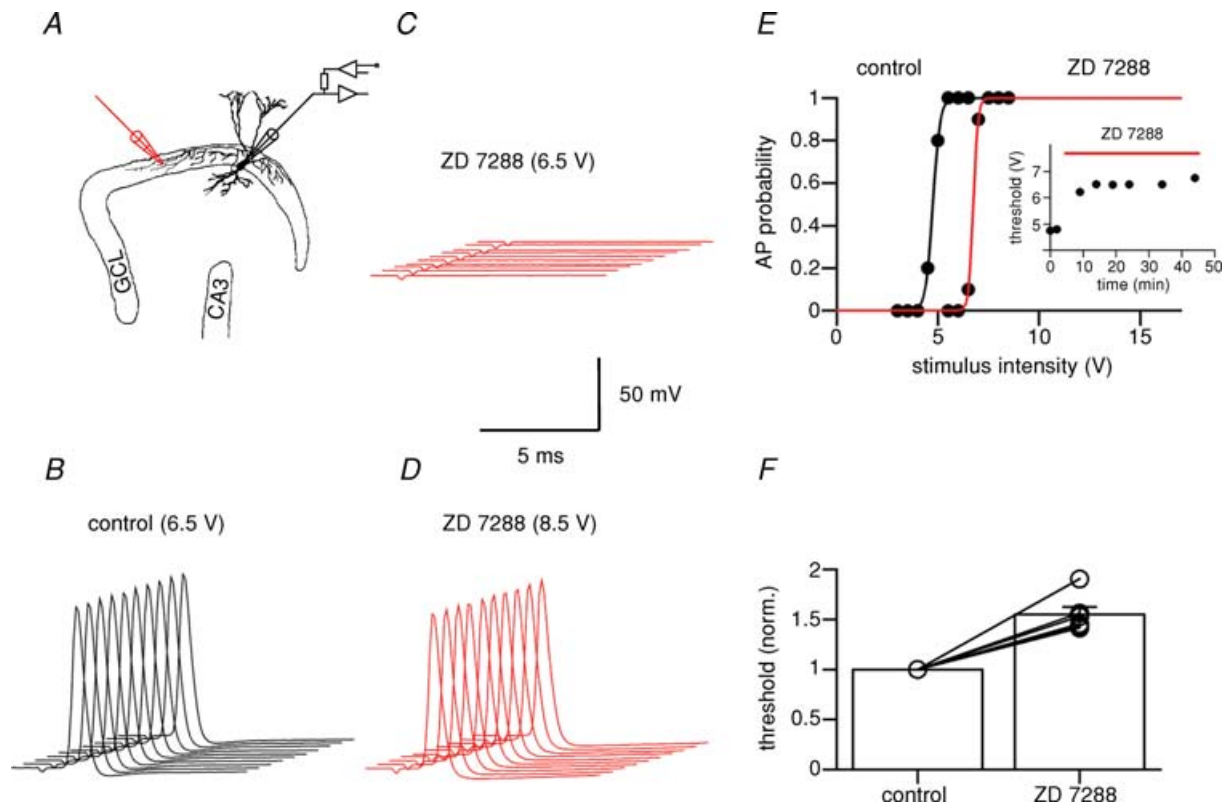 A
GCL
CA3
C
ZD 7288 (6.5 V)
50 mV
5 ms
B
control (6.5 V)
D
ZD 7288 (8.5 V)
E
control
ZD 7288
AP probability
1
0.8
0.6
0.4
0.2
0
0
5
10
15
stimulus intensity (V)
ZD 7288
threshold (V)
7
6
5
0
10
20
30
40
50
time (min)
F
threshold (norm.)
2
1.5
1
0.5
0
control
ZD 7288